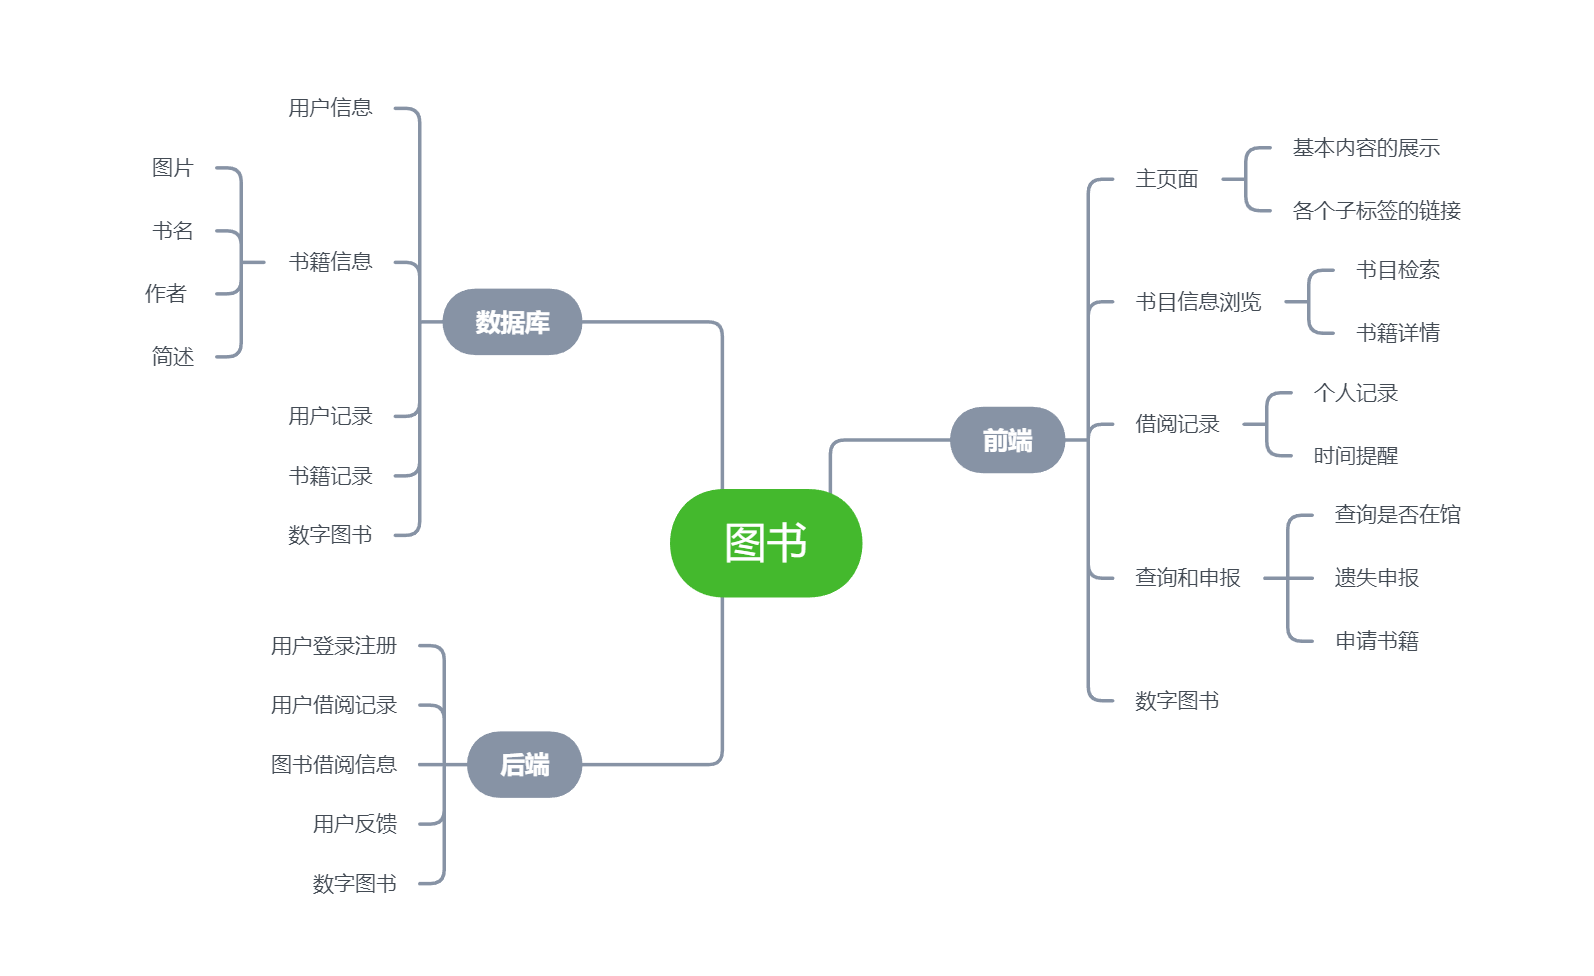 图书
前端
主页面
基本内容的展示
各个子标签的链接
书目信息浏览
书目检索
书籍详情
借阅记录
个人记录
时间提醒
查询和申报
查询是否在馆
遗失申报
申请书籍
数字图书
数据库
用户信息
书籍信息
图片
书名
作者
简述
用户记录
书籍记录
数字图书
后端
用户登录注册
用户借阅记录
图书借阅信息
用户反馈
数字图书